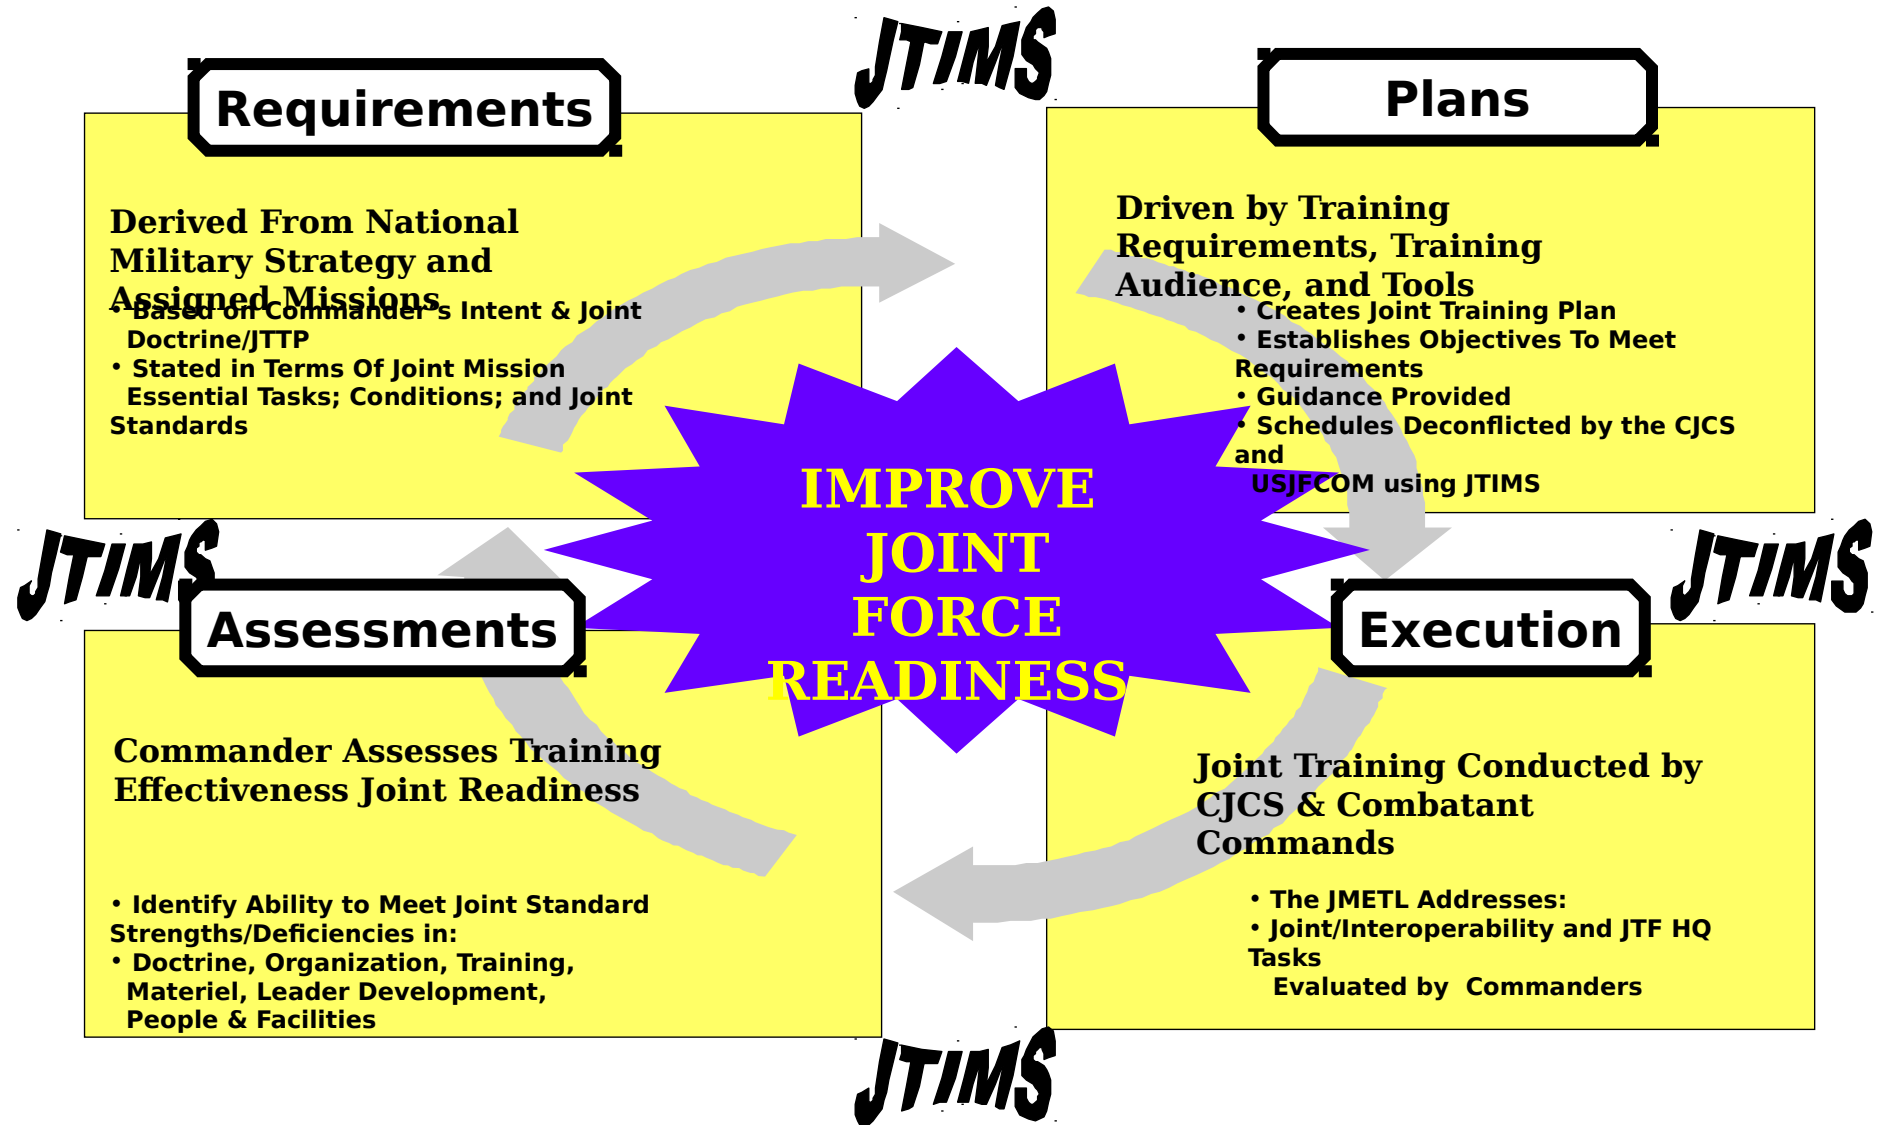 JTIMS
Requirements
Derived From National
Military Strategy and
Assigned Missions
• Based on Commander's Intent & Joint
Doctrine/JTTP
• Stated in Terms Of Joint Mission
Essential Tasks; Conditions; and Joint
Standards
Plans
Driven by Training
Requirements, Training
Audience, and Tools
• Creates Joint Training Plan
• Establishes Objectives To Meet
Requirements
• Guidance Provided
• Schedules Deconflicted by the CJCS
and
USJFCOM using JTIMS
IMPROVE
JOINT
FORCE
READINESS
JTIMS
JTIMS
Assessments
Commander Assesses Training
Effectiveness Joint Readiness
• Identify Ability to Meet Joint Standard
Strengths/Deficiencies in:
• Doctrine, Organization, Training,
Materiel, Leader Development,
People & Facilities
Execution
Joint Training Conducted by
CJCS & Combatant
Commands
• The JMETL Addresses:
• Joint/Interoperability and JTF HQ
Tasks
Evaluated by  Commanders
JTIMS